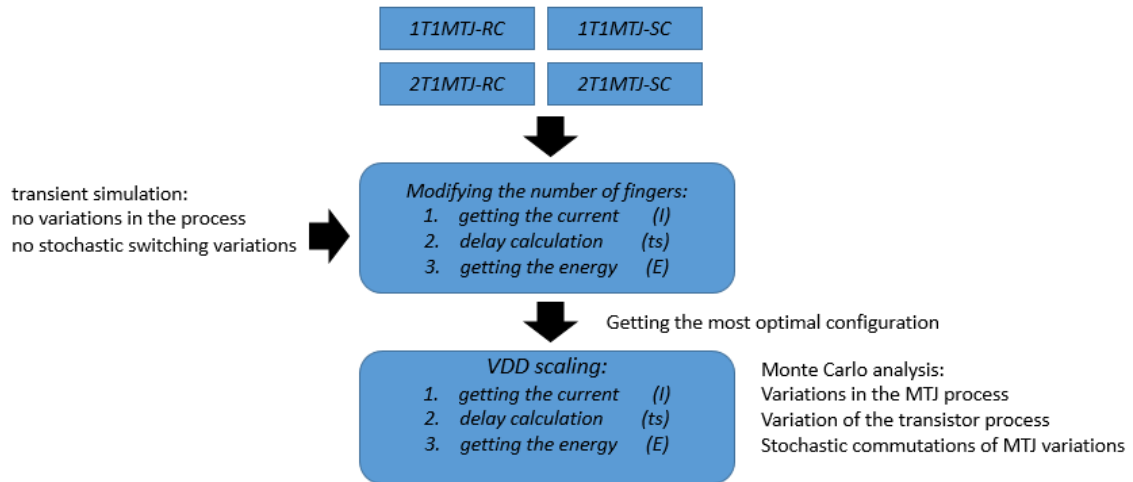 1T1MTJ-RC
1T1MTJ-SC
2T1MTJ-RC
2T1MTJ-SC
transient simulation:
no variations in the process
no stochastic switching variations
Modifying the number of fingers:
1. getting the current (I)
2. delay calculation (ts)
3. getting the energy (E)
Getting the most optimal configuration
VDD scaling:
1. getting the current (I)
2. delay calculation (ts)
3. getting the energy (E)
Monte Carlo analysis:
Variations in the MTJ process
Variation of the transistor process
Stochastic commutations of MTJ variations